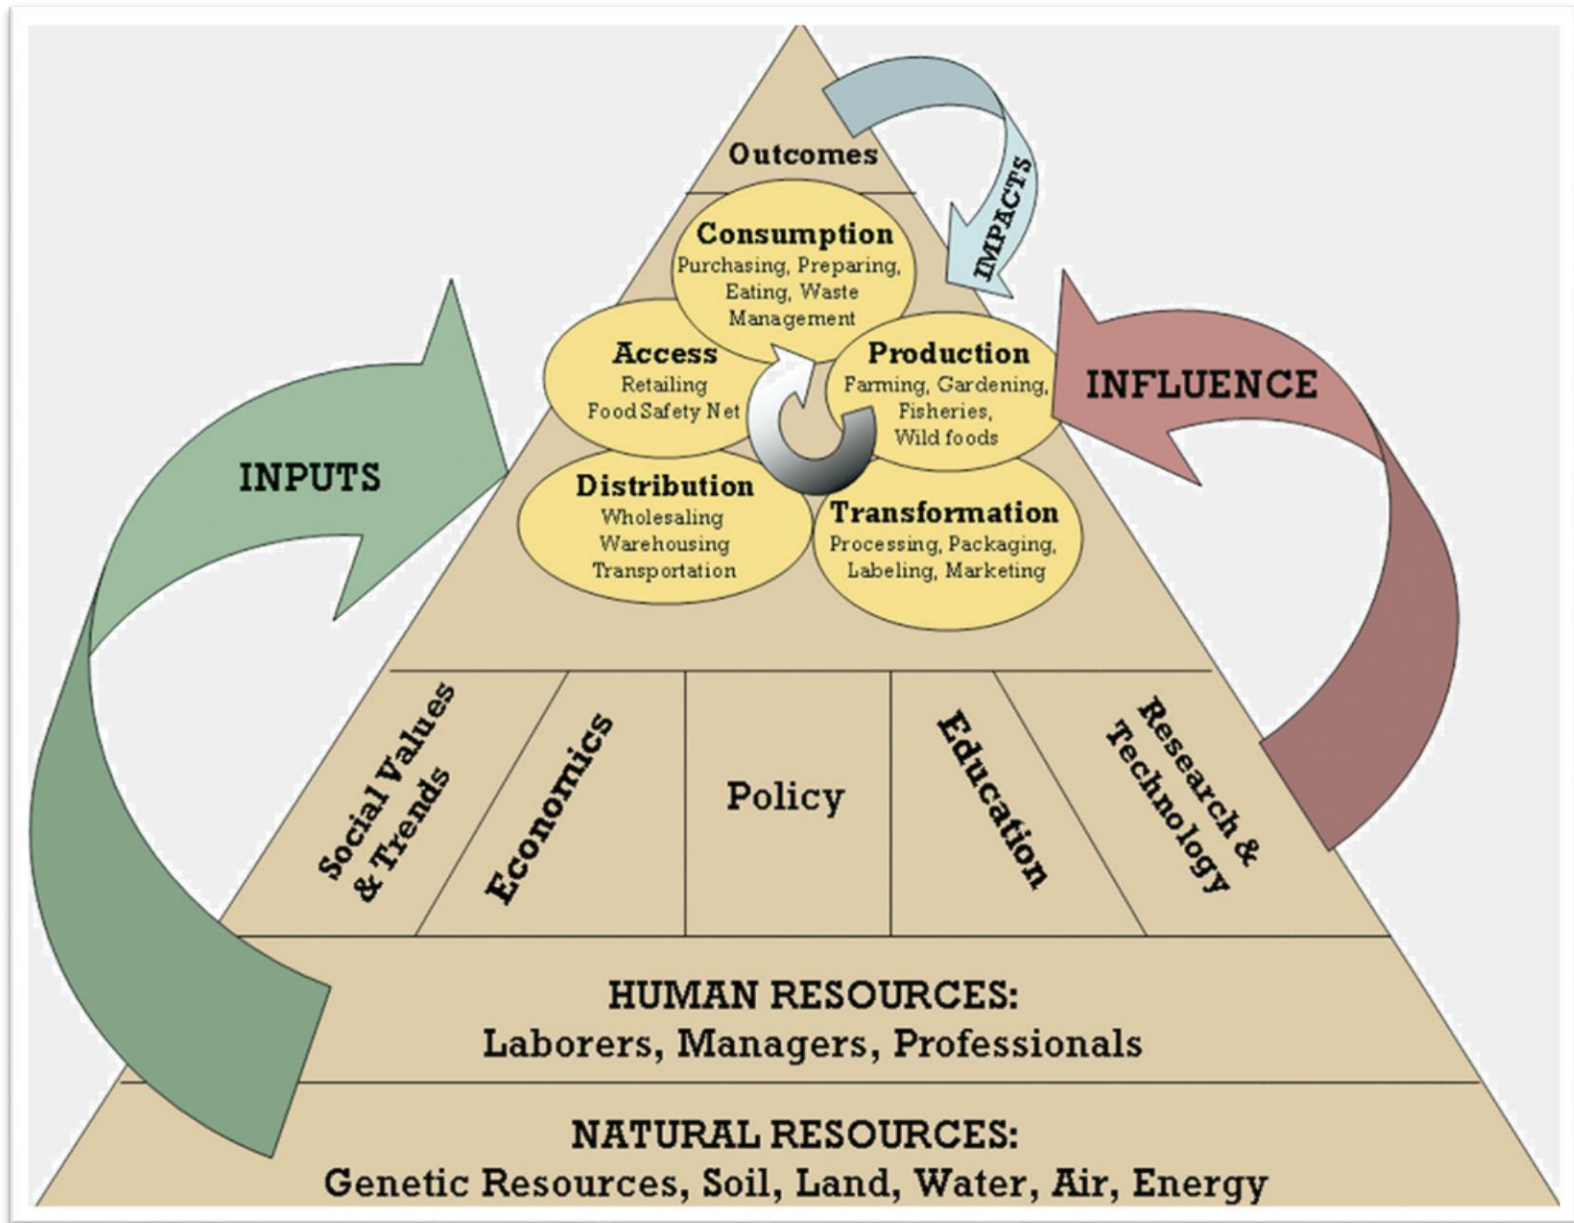 Outcomes
IMPACTS
Consumption
Purchasing, Preparing,
Eating, Waste
Management
Access
Retailing
Food Safety Net
Production
Farming, Gardening,
Fisheries,
Wild foods
INFLUENCE
INPUTS
Distribution
Wholesaling
Warehousing
Transportation
Transformation
Processing, Packaging,
Labeling, Marketing
Social Values
& Trends
Economics
Policy
Education
Research &
Technology
HUMAN RESOURCES:
Laborers, Managers, Professionals
NATURAL RESOURCES:
Genetic Resources, Soil, Land, Water, Air, Energy